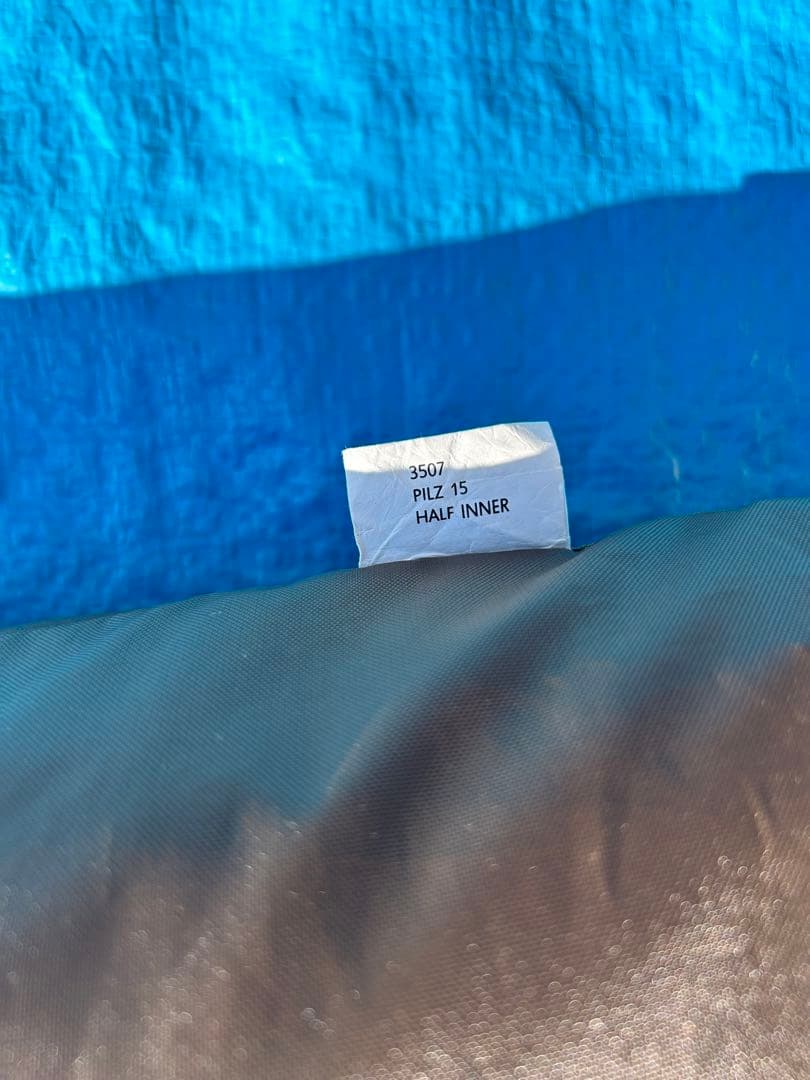 3507
PILZ 15
HALF INNER